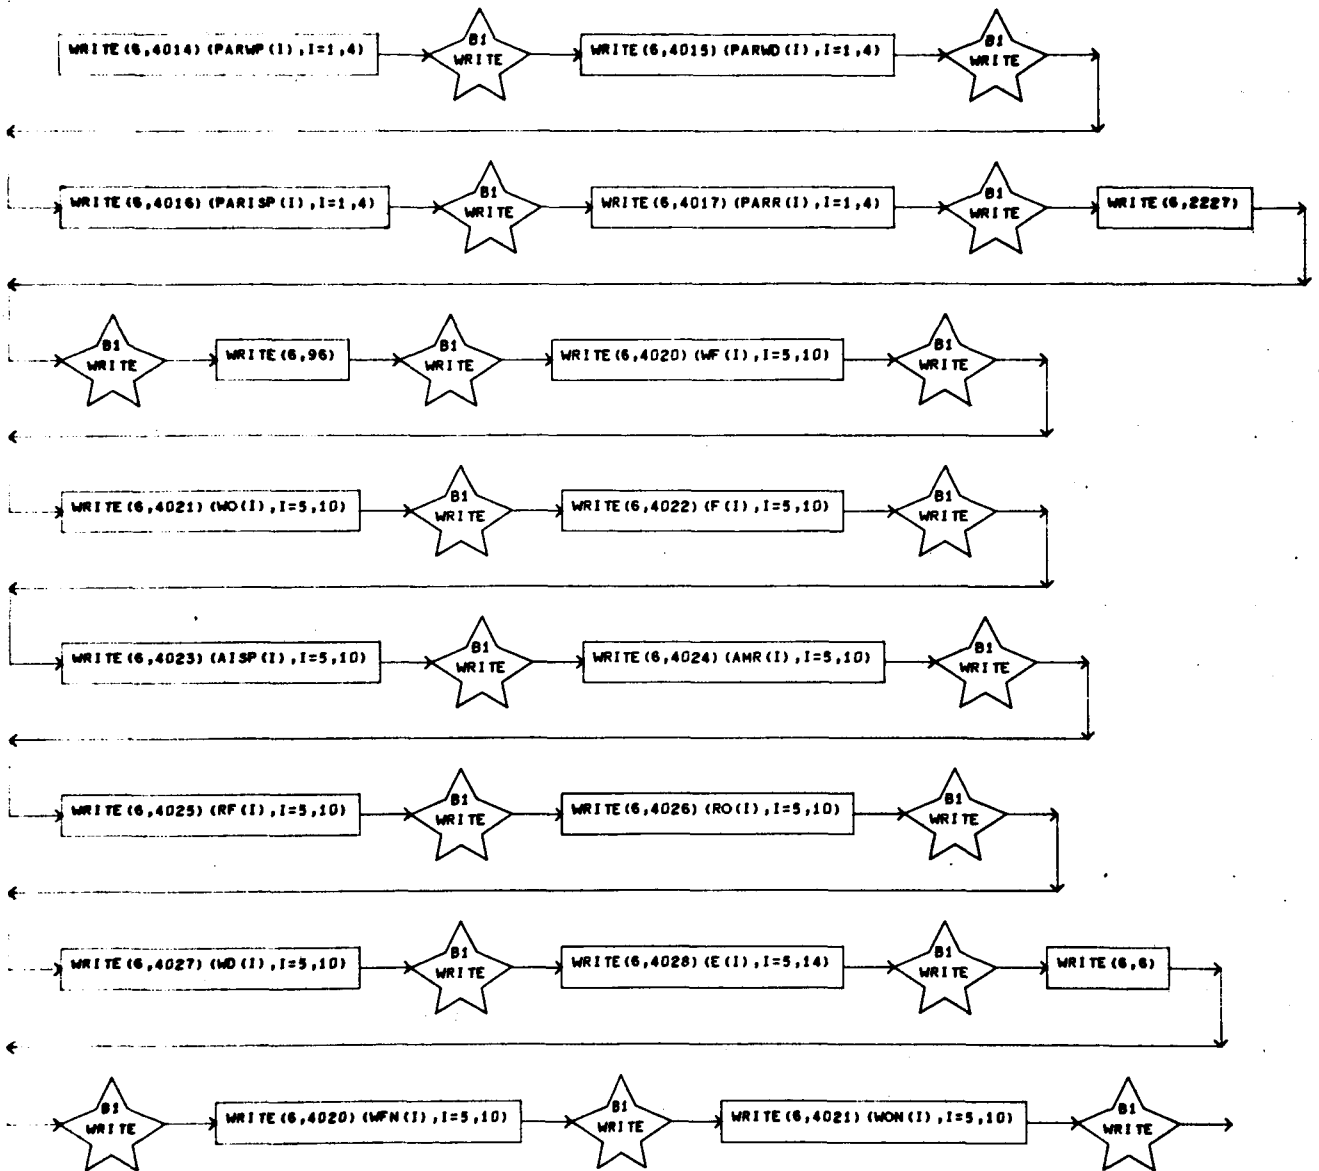 WRITE(6,4014)(PARWP(I),I=1,4)
B1
WRITE
WRITE(6,4015)(PARWD(I),I=1,4)
B1
WRITE
WRITE(6,4016)(PARISP(I),I=1,4)
B1
WRITE
WRITE(6,4017)(PARR(I),I=1,4)
B1
WRITE
WRITE(6,2227)
B1
WRITE
WRITE(6,96)
B1
WRITE
WRITE(6,4020)(WF(I),I=5,10)
B1
WRITE
WRITE(6,4021)(WO(I),I=5,10)
B1
WRITE
WRITE(6,4022)(F(I),I=5,10)
B1
WRITE
WRITE(6,4023)(AISP(I),I=5,10)
B1
WRITE
WRITE(6,4024)(AMR(I),I=5,10)
B1
WRITE
WRITE(6,4025)(RF(I),I=5,10)
B1
WRITE
WRITE(6,4026)(RO(I),I=5,10)
B1
WRITE
WRITE(6,4027)(WD(I),I=5,10)
B1
WRITE
WRITE(6,4028)(E(I),I=5,14)
B1
WRITE
WRITE(6,6)
B1
WRITE
WRITE(6,4020)(WFN(I),I=5,10)
B1
WRITE
WRITE(6,4021)(WON(I),I=5,10)
B1
WRITE